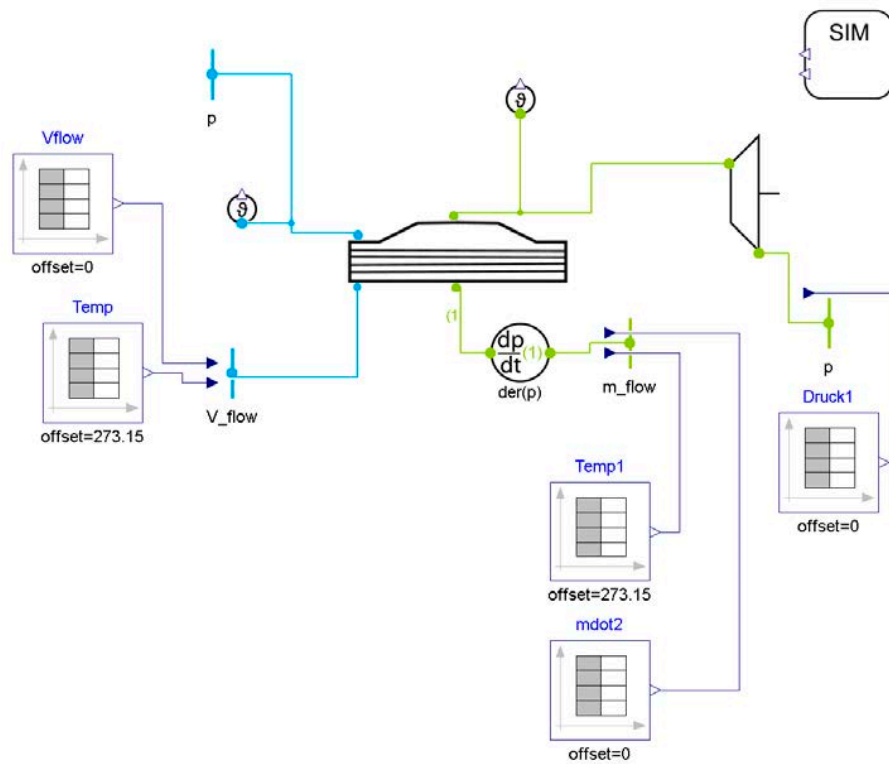 SIM
p
Vflow
ϑ
ϑ
offset=0
Temp
(1
dp
dt
(1)
p
m_flow
der(p)
V_flow
Druck1
offset=273.15
Temp1
offset=0
offset=273.15
mdot2
offset=0